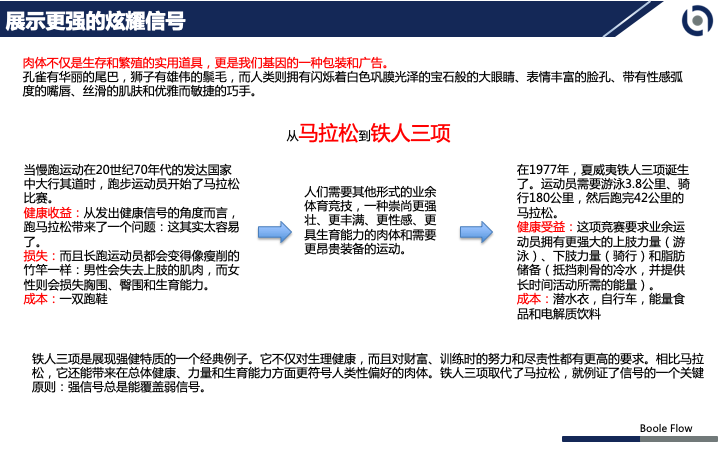 展示更强的炫耀信号
肉体不仅是生存和繁殖的实用道具，更是我们基因的一种包装和广告。
孔雀有华丽的尾巴，狮子有雄伟的鬃毛，而人类则拥有闪烁着白色巩膜光泽的宝石般的大眼睛、表情丰富的脸孔、带有性感弧
度的嘴唇、丝滑的肌肤和优雅而敏捷的巧手。
从马拉松到铁人三项
当慢跑运动在20世纪70年代的发达国家
中大行其道时，跑步运动员开始了马拉松
比赛。
健康收益：从发出健康信号的角度而言，
跑马拉松带来了一个问题：这其实太容易
了。
损失：而且长跑运动员都会变得像瘦削的
竹竿一样：男性会失去上肢的肌肉，而女
性则会损失胸围、臀围和生育能力。
成本：一双跑鞋
人们需要其他形式的业余
体育竞技，一种崇尚更强
壮、更丰满、更性感、更
具生育能力的肉体和需要
更昂贵装备的运动。
在1977年，夏威夷铁人三项诞生
了。运动员需要游泳3.8公里、骑
行180公里，然后跑完42公里的
马拉松。
健康受益：这项竞赛要求业余运
动员拥有更强大的上肢力量（游
泳）、下肢力量（骑行）和脂肪
储备（抵挡刺骨的冷水，并提供
长时间活动所需的能量）。
成本：潜水衣，自行车，能量食
品和电解质饮料
铁人三项是展现强健特质的一个经典例子。它不仅对生理健康，而且对财富、训练时的努力和尽责性都有更高的要求。相比马拉
松，它还能带来在总体健康、力量和生育能力方面更符号人类性偏好的肉体。铁人三项取代了马拉松，就例证了信号的一个关键
原则：强信号总是能覆盖弱信号。
Boole Flow